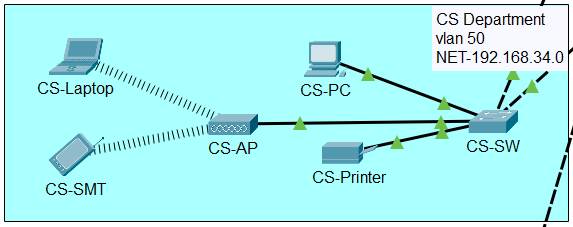 CS Department
vlan 50
NET-192.168.34.0
CS-Laptop
CS-PC
CS-AP
CS-SW
CS-Printer
CS-SMT